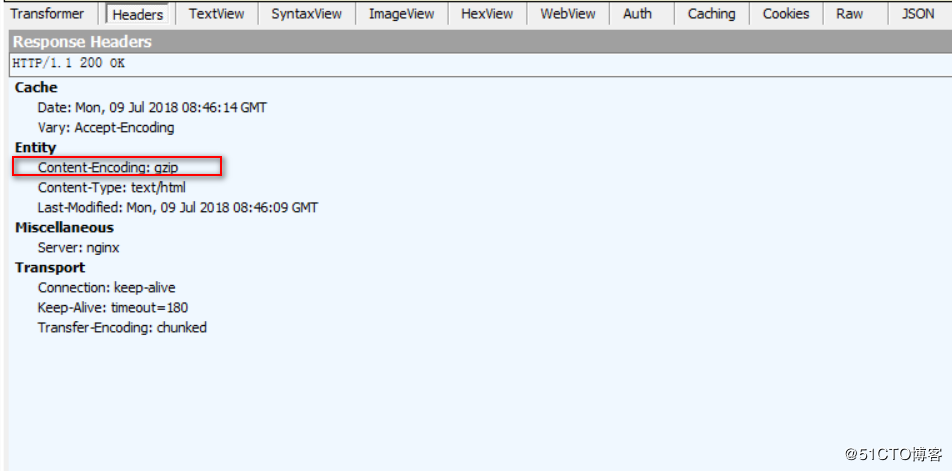 Transformer Headers TextView SyntaxView ImageView HexView WebView Auth Caching Cookies Raw JSON
Response Headers
HTTP/1.1 200 OK
Cache
Date: Mon, 09 Jul 2018 08:46:14 GMT
Vary: Accept-Encoding
Entity
Content-Encoding: gzip
Content-Type: text/html
Last-Modified: Mon, 09 Jul 2018 08:46:09 GMT
Miscellaneous
Server: nginx
Transport
Connection: keep-alive
Keep-Alive: timeout=180
Transfer-Encoding: chunked
@51CTO博客